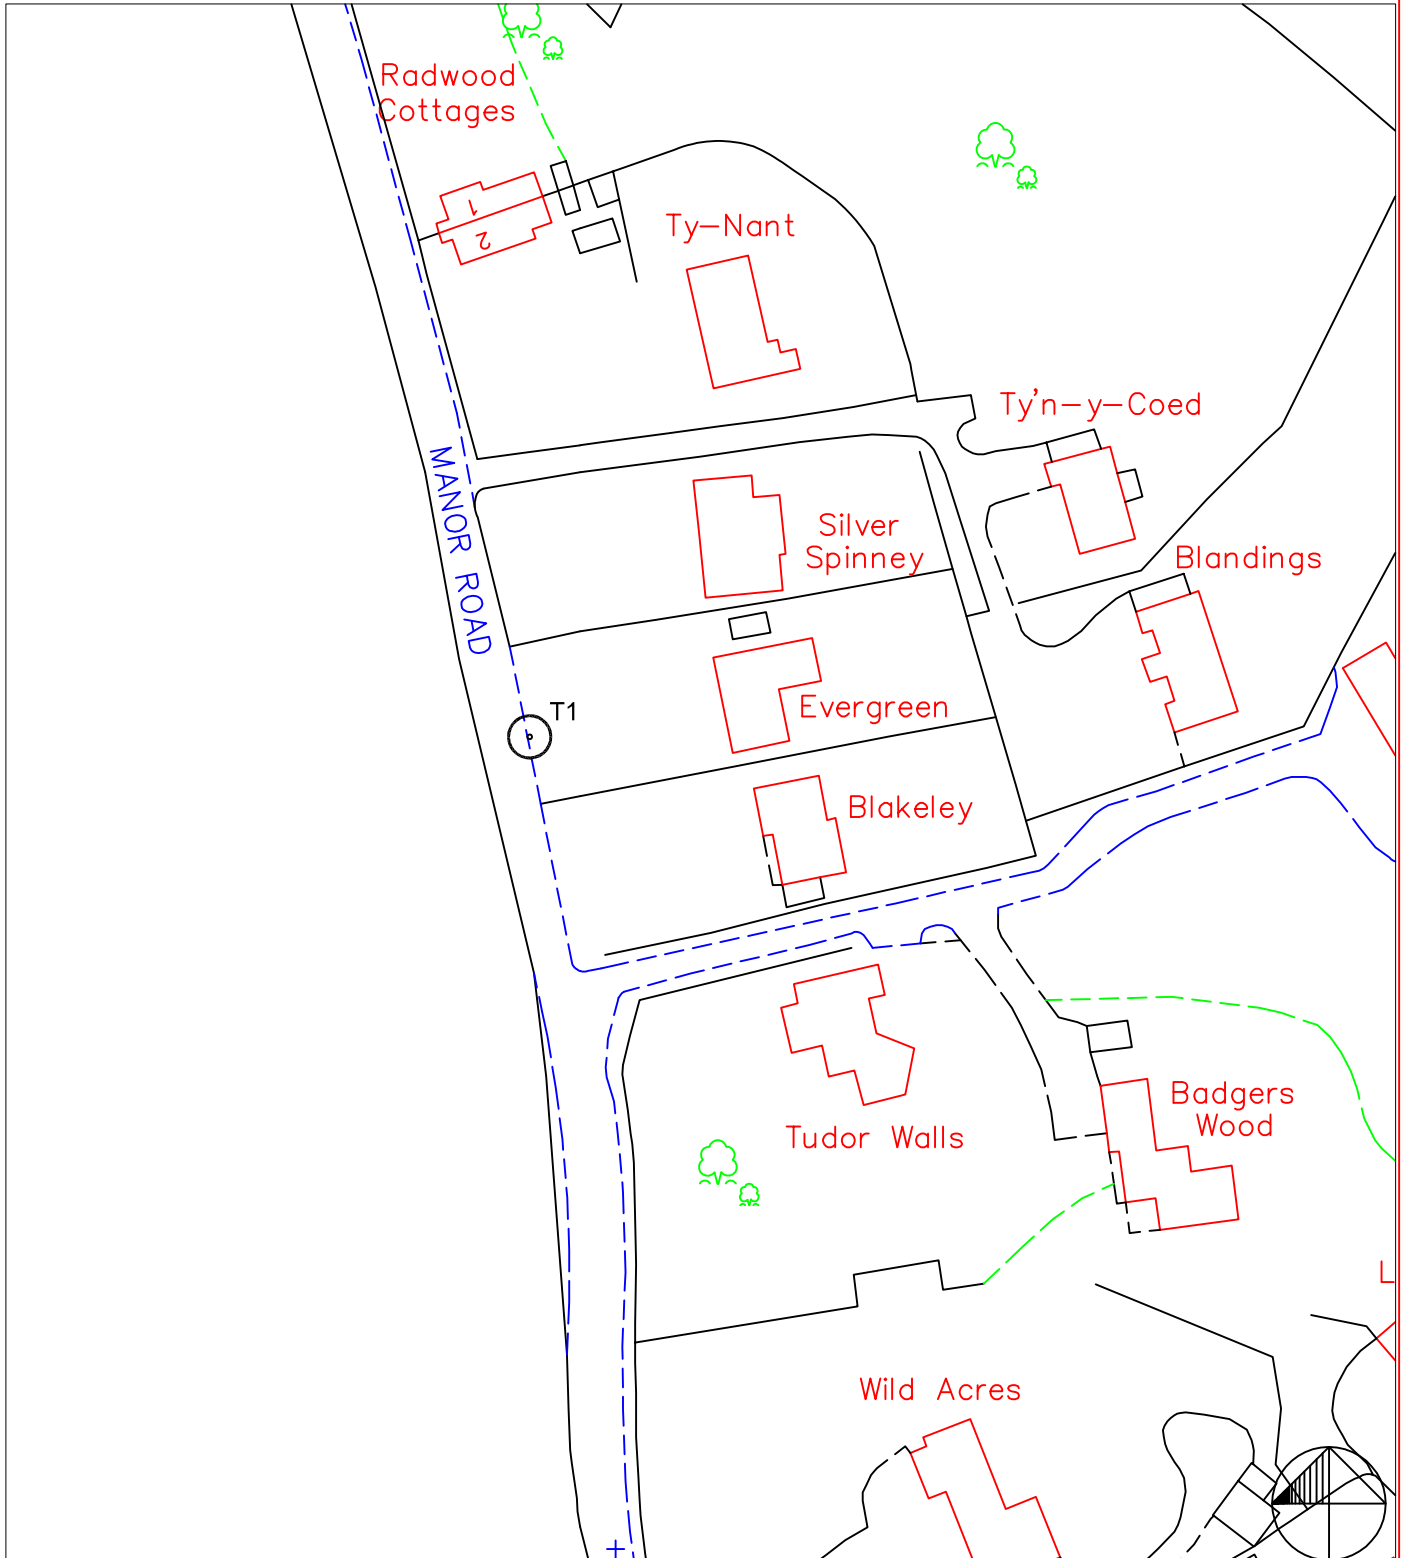 Radwood
Cottages
1
2
Ty-Nant
Ty'n-y-Coed
MANOR ROAD
Silver
Spinney
Blandings
T1
Evergreen
Blakeley
Badgers
Wood
Tudor Walls
L
Wild Acres